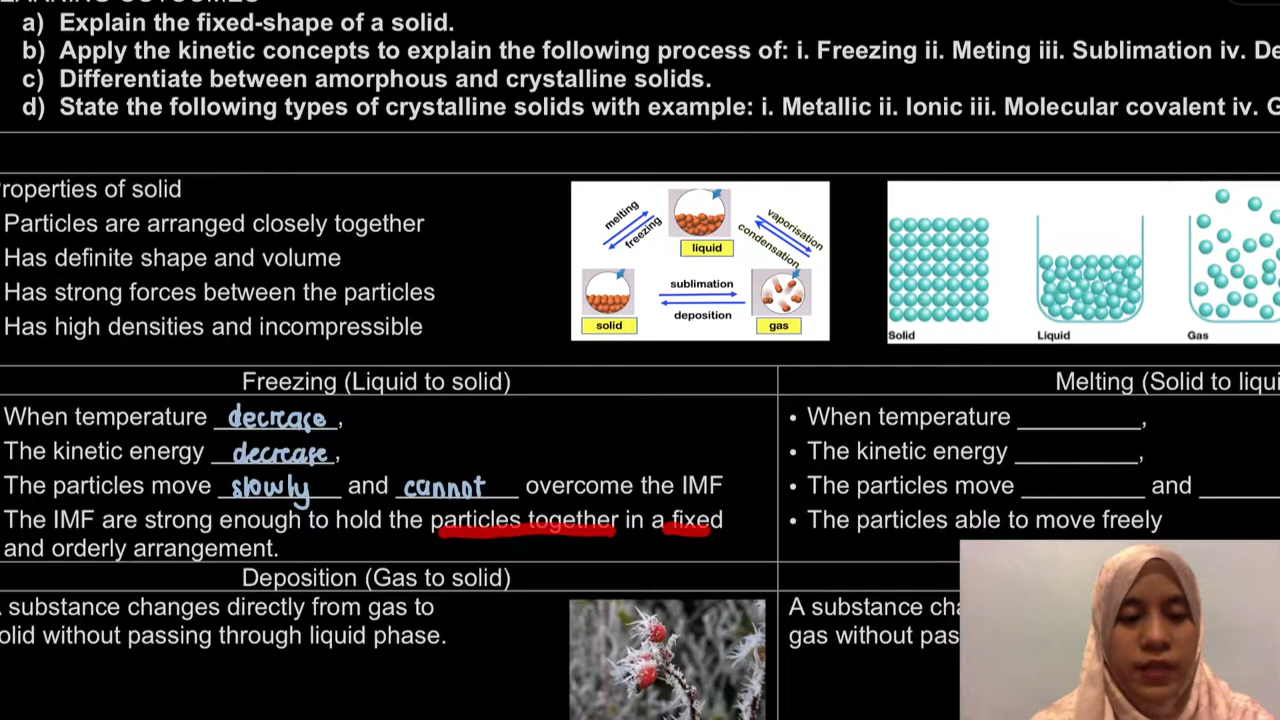 a) Explain the fixed-shape of a solid.
b) Apply the kinetic concepts to explain the following process of: i. Freezing ii. Meting iii. Sublimation iv. De
c) Differentiate between amorphous and crystalline solids.
d) State the following types of crystalline solids with example: i. Metallic ii. Ionic iii. Molecular covalent iv. G
roperties of solid
Particles are arranged closely together
Has definite shape and volume
Has strong forces between the particles
Has high densities and incompressible
melting
freezing
liquid
vaporisation
condensation
sublimation
deposition
solid
gas
Solid
Liquid
Gas
Freezing (Liquid to solid)
When temperature decrease,
The kinetic energy decrease,
The particles move slowly and cannot overcome the IMF
The IMF are strong enough to hold the particles together in a fixed
and orderly arrangement.
Melting (Solid to liqui
• When temperature ___________,
• The kinetic energy ___________,
• The particles move ___________ and _______
• The particles able to move freely
Deposition (Gas to solid)
substance changes directly from gas to
olid without passing through liquid phase.
A substance cha
gas without pas